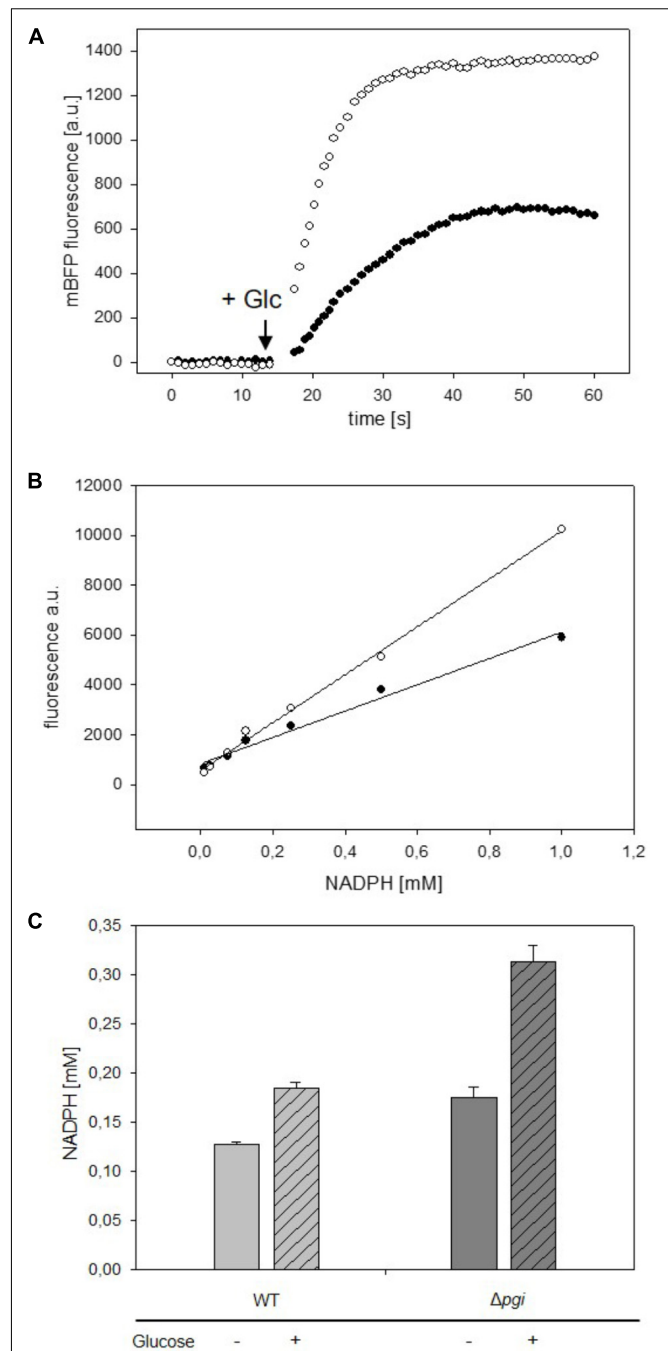 A
mBFP fluorescence [a.u.]
1400
1200
1000
800
600
400
200
0
+ Glc
0 10 20 30 40 50 60
time [s]
B
fluorescence a.u.
12000
10000
8000
6000
4000
2000
0
0,0 0,2 0,4 0,6 0,8 1,0 1,2
NADPH [mM]
C
NADPH [mM]
0,35
0,30
0,25
0,20
0,15
0,10
0,05
0,00
WT Δpgi
Glucose - + - +